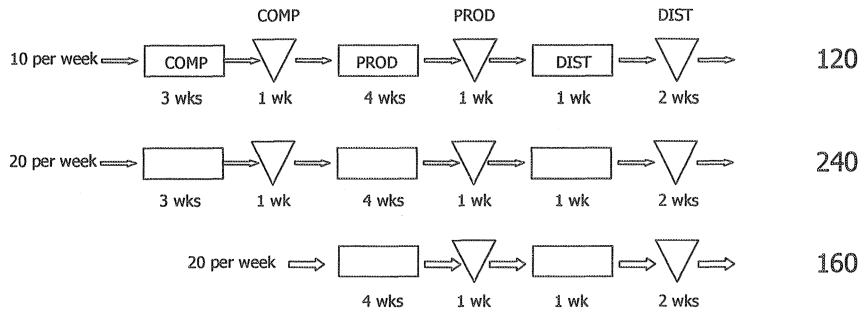 COMP PROD DIST
10 per week COMP PROD DIST 120
3 wks 1 wk 4 wks 1 wk 1 wk 2 wks
20 per week 240
3 wks 1 wk 4 wks 1 wk 1 wk 2 wks
20 per week 160
4 wks 1 wk 1 wk 2 wks